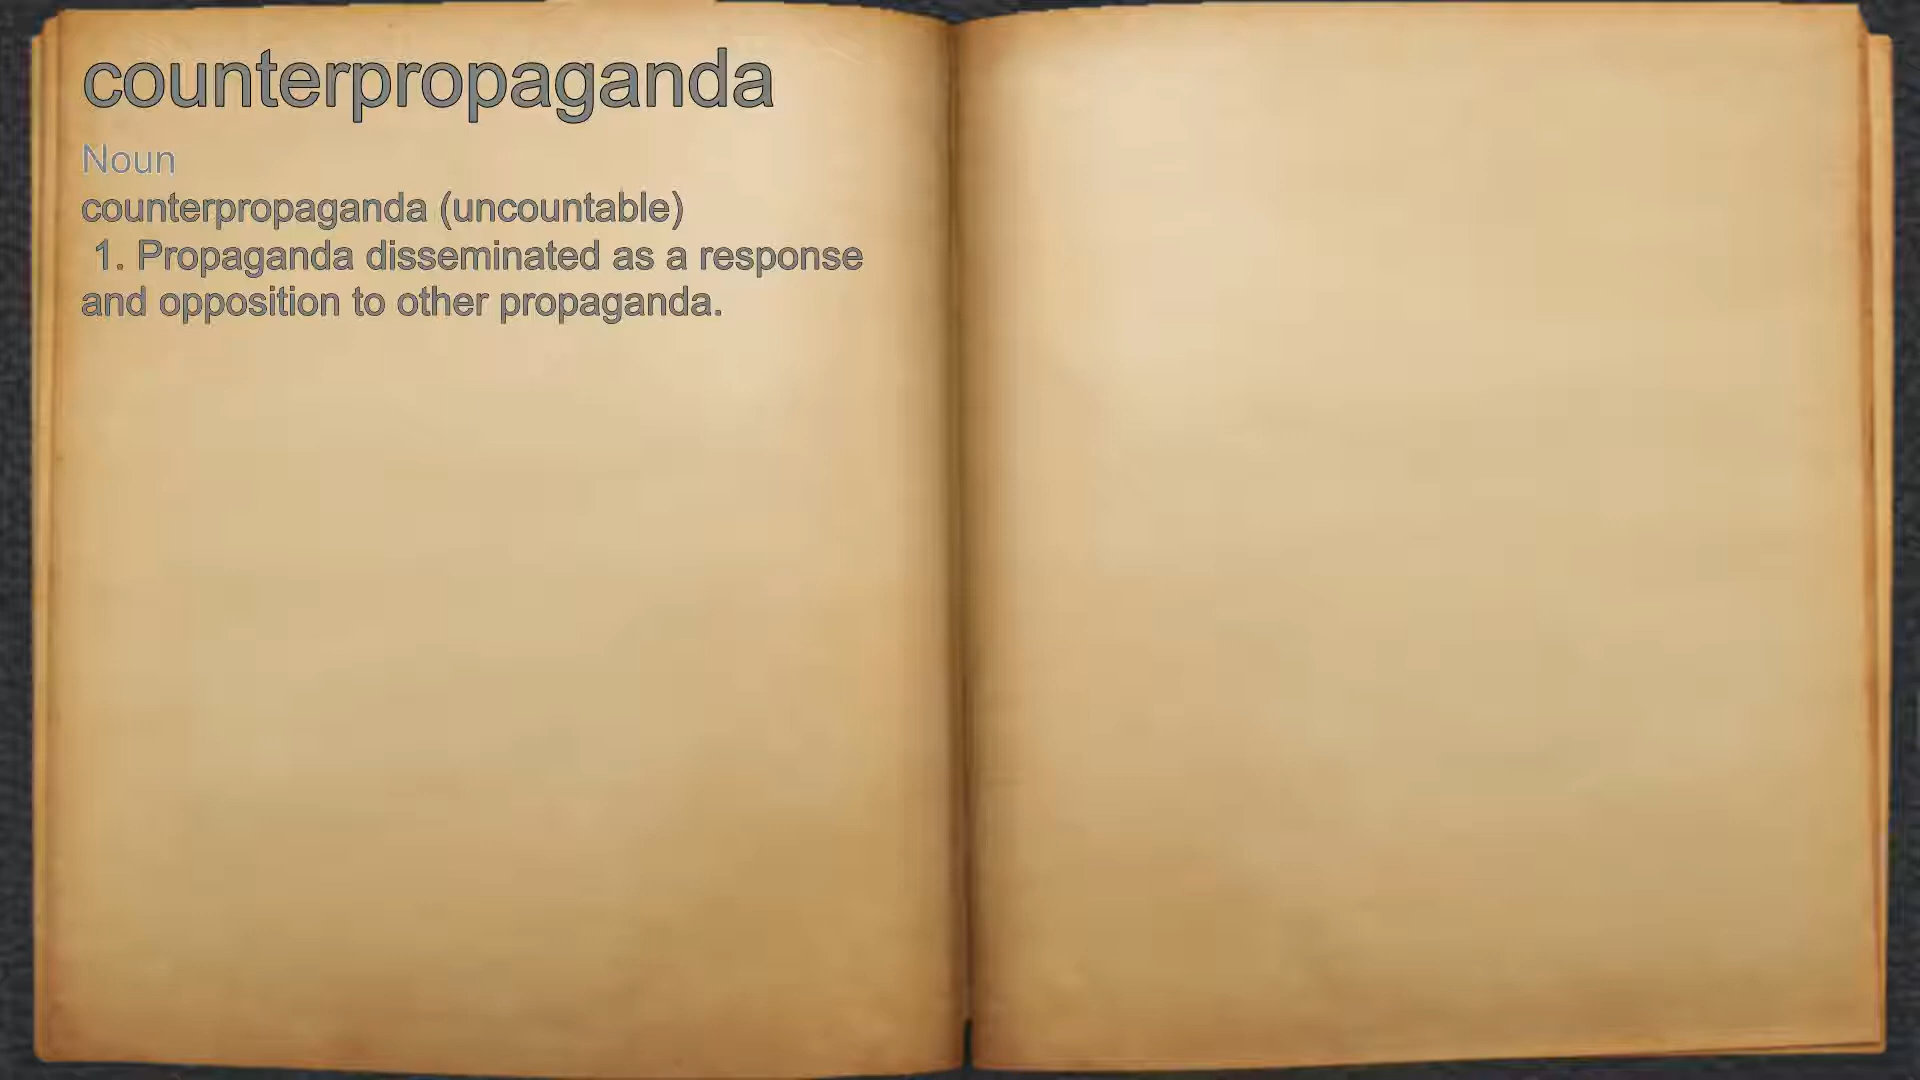 counterpropaganda
Noun
counterpropaganda (uncountable)
1. Propaganda disseminated as a response
and opposition to other propaganda.